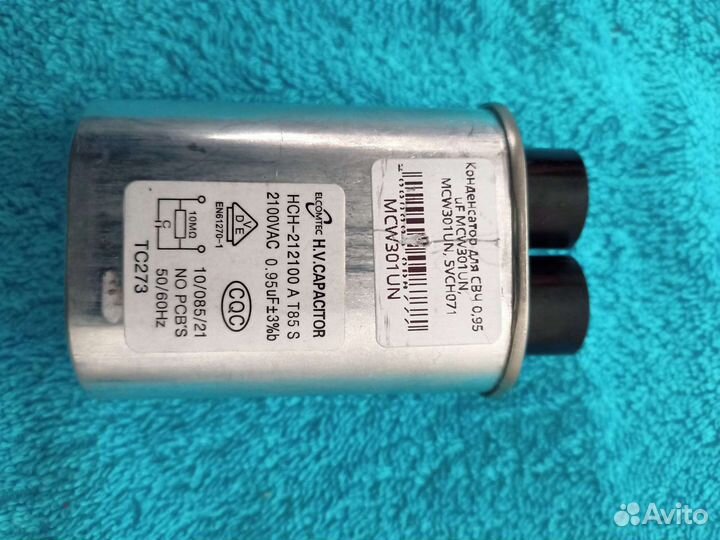 ELCOMTEC H.V.CAPACITOR
HCH-212100 A T85 S
2100VAC 0.95uF±3%b
D E
EN61270-1
CQC
10MΩ
C
10/085/21
NO PCB'S
50/60Hz
TC273
Конденсатор для СВЧ 0.95
uF MCW301UN,
MCW301UN, SVCH071
MCW301UN
Avito